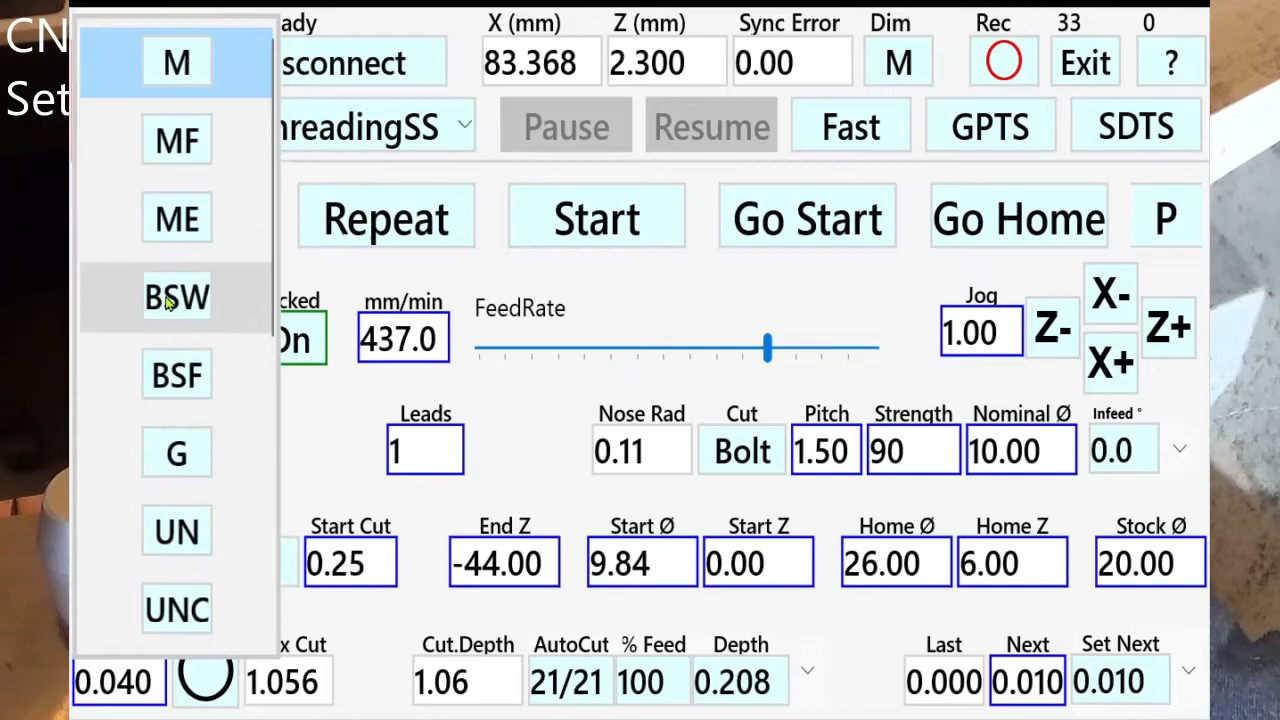 CN
Set
M
MF
ME
BSW
BSF
G
UN
UNC
ady X (mm) Z (mm) Sync Error Dim Rec 33 0
sconnect 83.368 2.300 0.00 M Exit ?
hreadingSS Pause Resume Fast GPTS SDTS
Repeat Start Go Start Go Home P
cked mm/min FeedRate Jog
On 437.0 1.00 Z- X- Z+
X+
Leads Nose Rad Cut Pitch Strength Nominal Ø Infeed °
1 0.11 Bolt 1.50 90 10.00 0.0
Start Cut End Z Start Ø Start Z Home Ø Home Z Stock Ø
0.25 -44.00 9.84 0.00 26.00 6.00 20.00
x Cut Cut.Depth AutoCut % Feed Depth Last Next Set Next
0.040 1.056 1.06 21/21 100 0.208 0.000 0.010 0.010